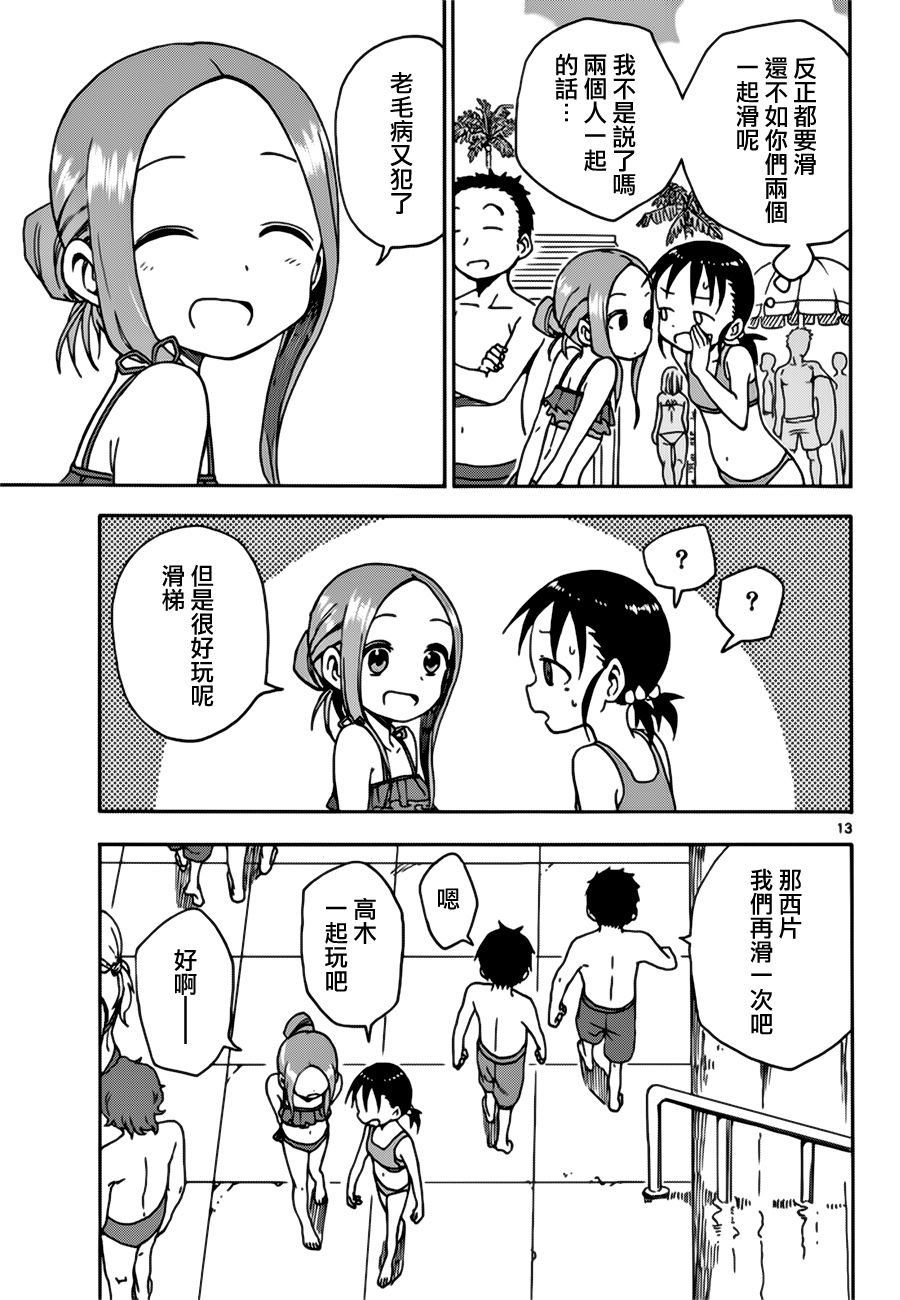 反正都要滑
還不如你們兩個
一起滑呢
我不是説了嗎
兩個人一起
的話…
老毛病又犯了
？
？
但是很好玩呢
滑梯
13
那西片
我們再滑一次吧
嗯
高木
一起玩吧
好啊——